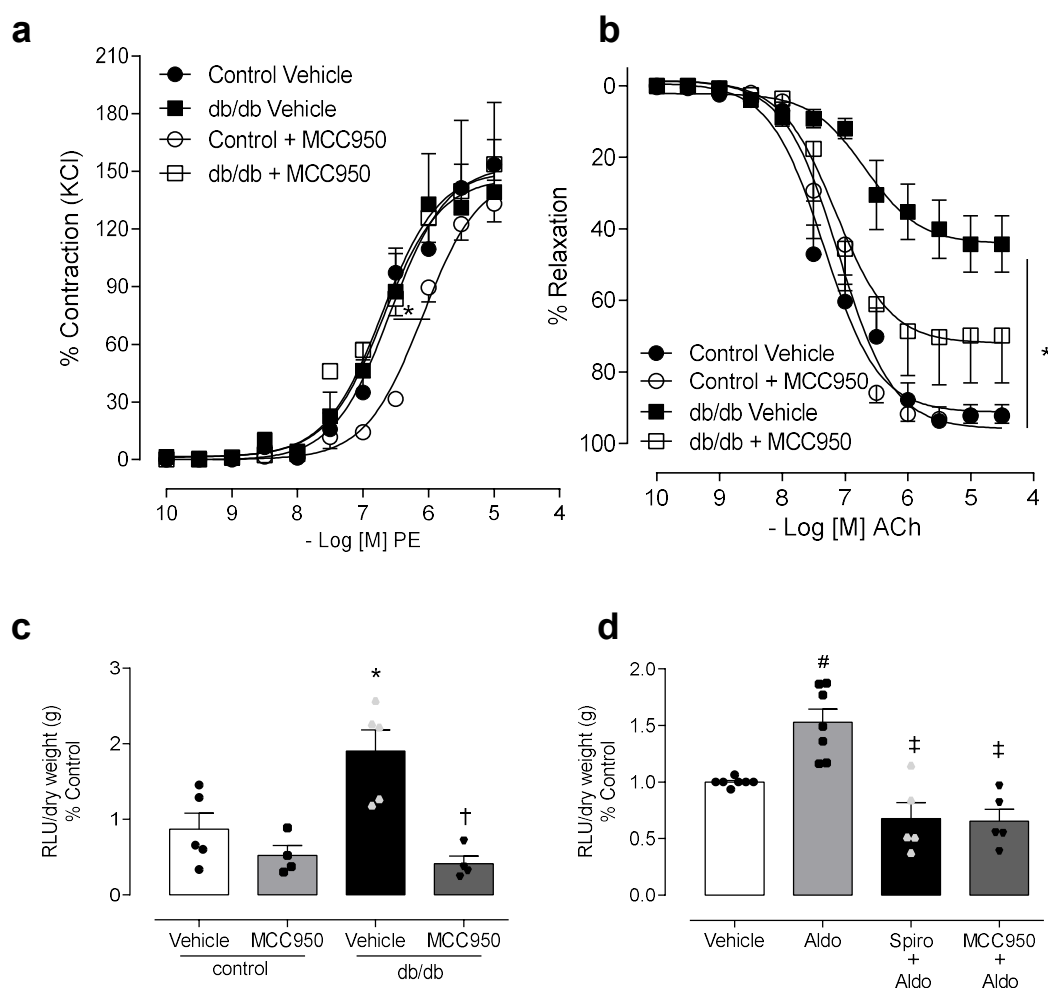 a
210
180
150
120
90
60
30
0
% Contraction (KCl)
Control Vehicle
db/db Vehicle
Control + MCC950
db/db + MCC950
*
10 9 8 7 6 5 4
- Log [M] PE
b
0
20
40
60
80
100
% Relaxation
Control Vehicle
Control + MCC950
db/db Vehicle
db/db + MCC950
*
10 9 8 7 6 5 4
- Log [M] ACh
c
3
2
1
0
RLU/dry weight (g)
% Control
*
†
Vehicle MCC950 Vehicle MCC950
control db/db
d
2.0
1.5
1.0
0.5
0.0
RLU/dry weight (g)
% Control
#
‡ ‡
Vehicle Aldo Spiro MCC950
+ +
Aldo Aldo